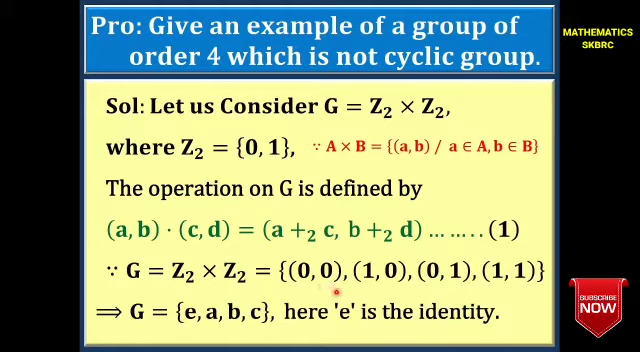 Pro: Give an example of a group of
order 4 which is not cyclic group.
MATHEMATICS
SKBRC
Sol: Let us Consider G = Z₂ × Z₂,
where Z₂ = {0, 1}, ∵ A × B = {(a, b) / a ∈ A, b ∈ B}
The operation on G is defined by
(a, b) · (c, d) = (a +₂ c, b +₂ d) … … . . (1)
∵ G = Z₂ × Z₂ = {(0, 0), (1, 0), (0, 1), (1, 1)}
⟹ G = {e, a, b, c}, here 'e' is the identity.
SUBSCRIBE
NOW